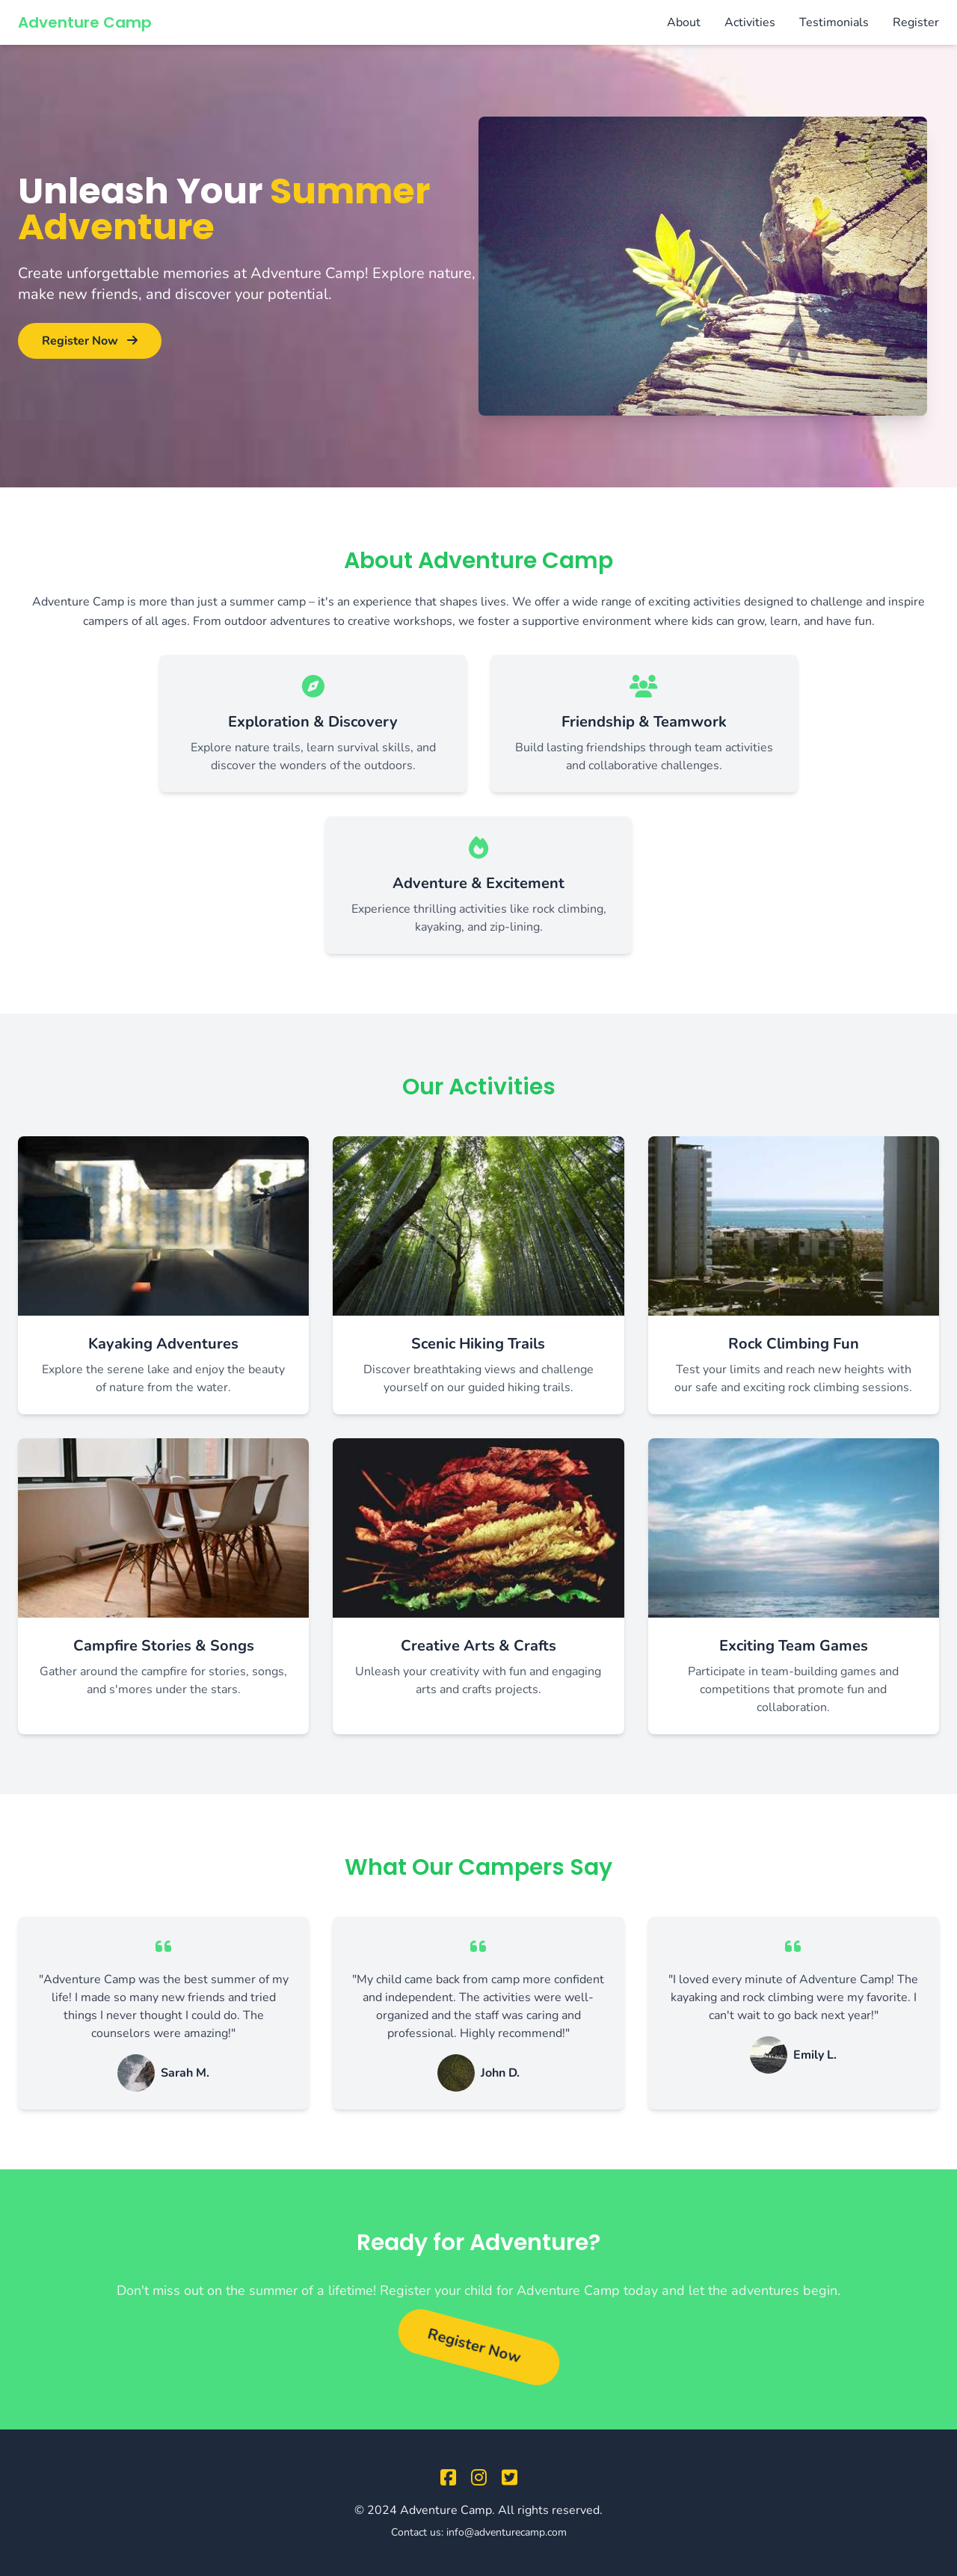 Adventure Camp
About Activities Testimonials Register
Unleash Your Summer
Adventure
Create unforgettable memories at Adventure Camp! Explore nature,
make new friends, and discover your potential.
Register Now
About Adventure Camp
Adventure Camp is more than just a summer camp – it's an experience that shapes lives. We offer a wide range of exciting activities designed to challenge and inspire
campers of all ages. From outdoor adventures to creative workshops, we foster a supportive environment where kids can grow, learn, and have fun.
Exploration & Discovery
Explore nature trails, learn survival skills, and
discover the wonders of the outdoors.
Friendship & Teamwork
Build lasting friendships through team activities
and collaborative challenges.
Adventure & Excitement
Experience thrilling activities like rock climbing,
kayaking, and zip-lining.
Our Activities
Kayaking Adventures
Explore the serene lake and enjoy the beauty
of nature from the water.
Scenic Hiking Trails
Discover breathtaking views and challenge
yourself on our guided hiking trails.
Rock Climbing Fun
Test your limits and reach new heights with
our safe and exciting rock climbing sessions.
Campfire Stories & Songs
Gather around the campfire for stories, songs,
and s'mores under the stars.
Creative Arts & Crafts
Unleash your creativity with fun and engaging
arts and crafts projects.
Exciting Team Games
Participate in team-building games and
competitions that promote fun and
collaboration.
What Our Campers Say
"Adventure Camp was the best summer of my
life! I made so many new friends and tried
things I never thought I could do. The
counselors were amazing!"
Sarah M.
"My child came back from camp more confident
and independent. The activities were well-
organized and the staff was caring and
professional. Highly recommend!"
John D.
"I loved every minute of Adventure Camp! The
kayaking and rock climbing were my favorite. I
can't wait to go back next year!"
Emily L.
Ready for Adventure?
Don't miss out on the summer of a lifetime! Register your child for Adventure Camp today and let the adventures begin.
Register Now
© 2024 Adventure Camp. All rights reserved.
Contact us: info@adventurecamp.com